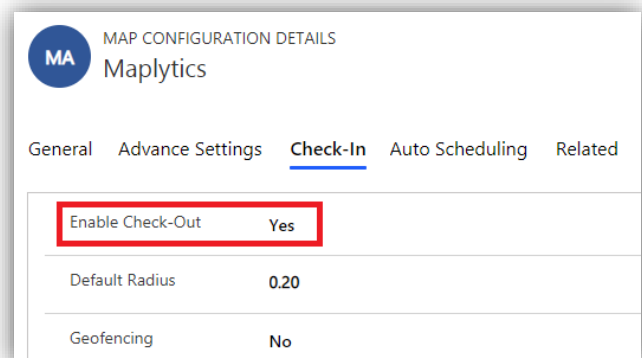 MA
MAP CONFIGURATION DETAILS
Maplytics
General Advance Settings Check-In Auto Scheduling Related
Enable Check-Out Yes
Default Radius 0.20
Geofencing No